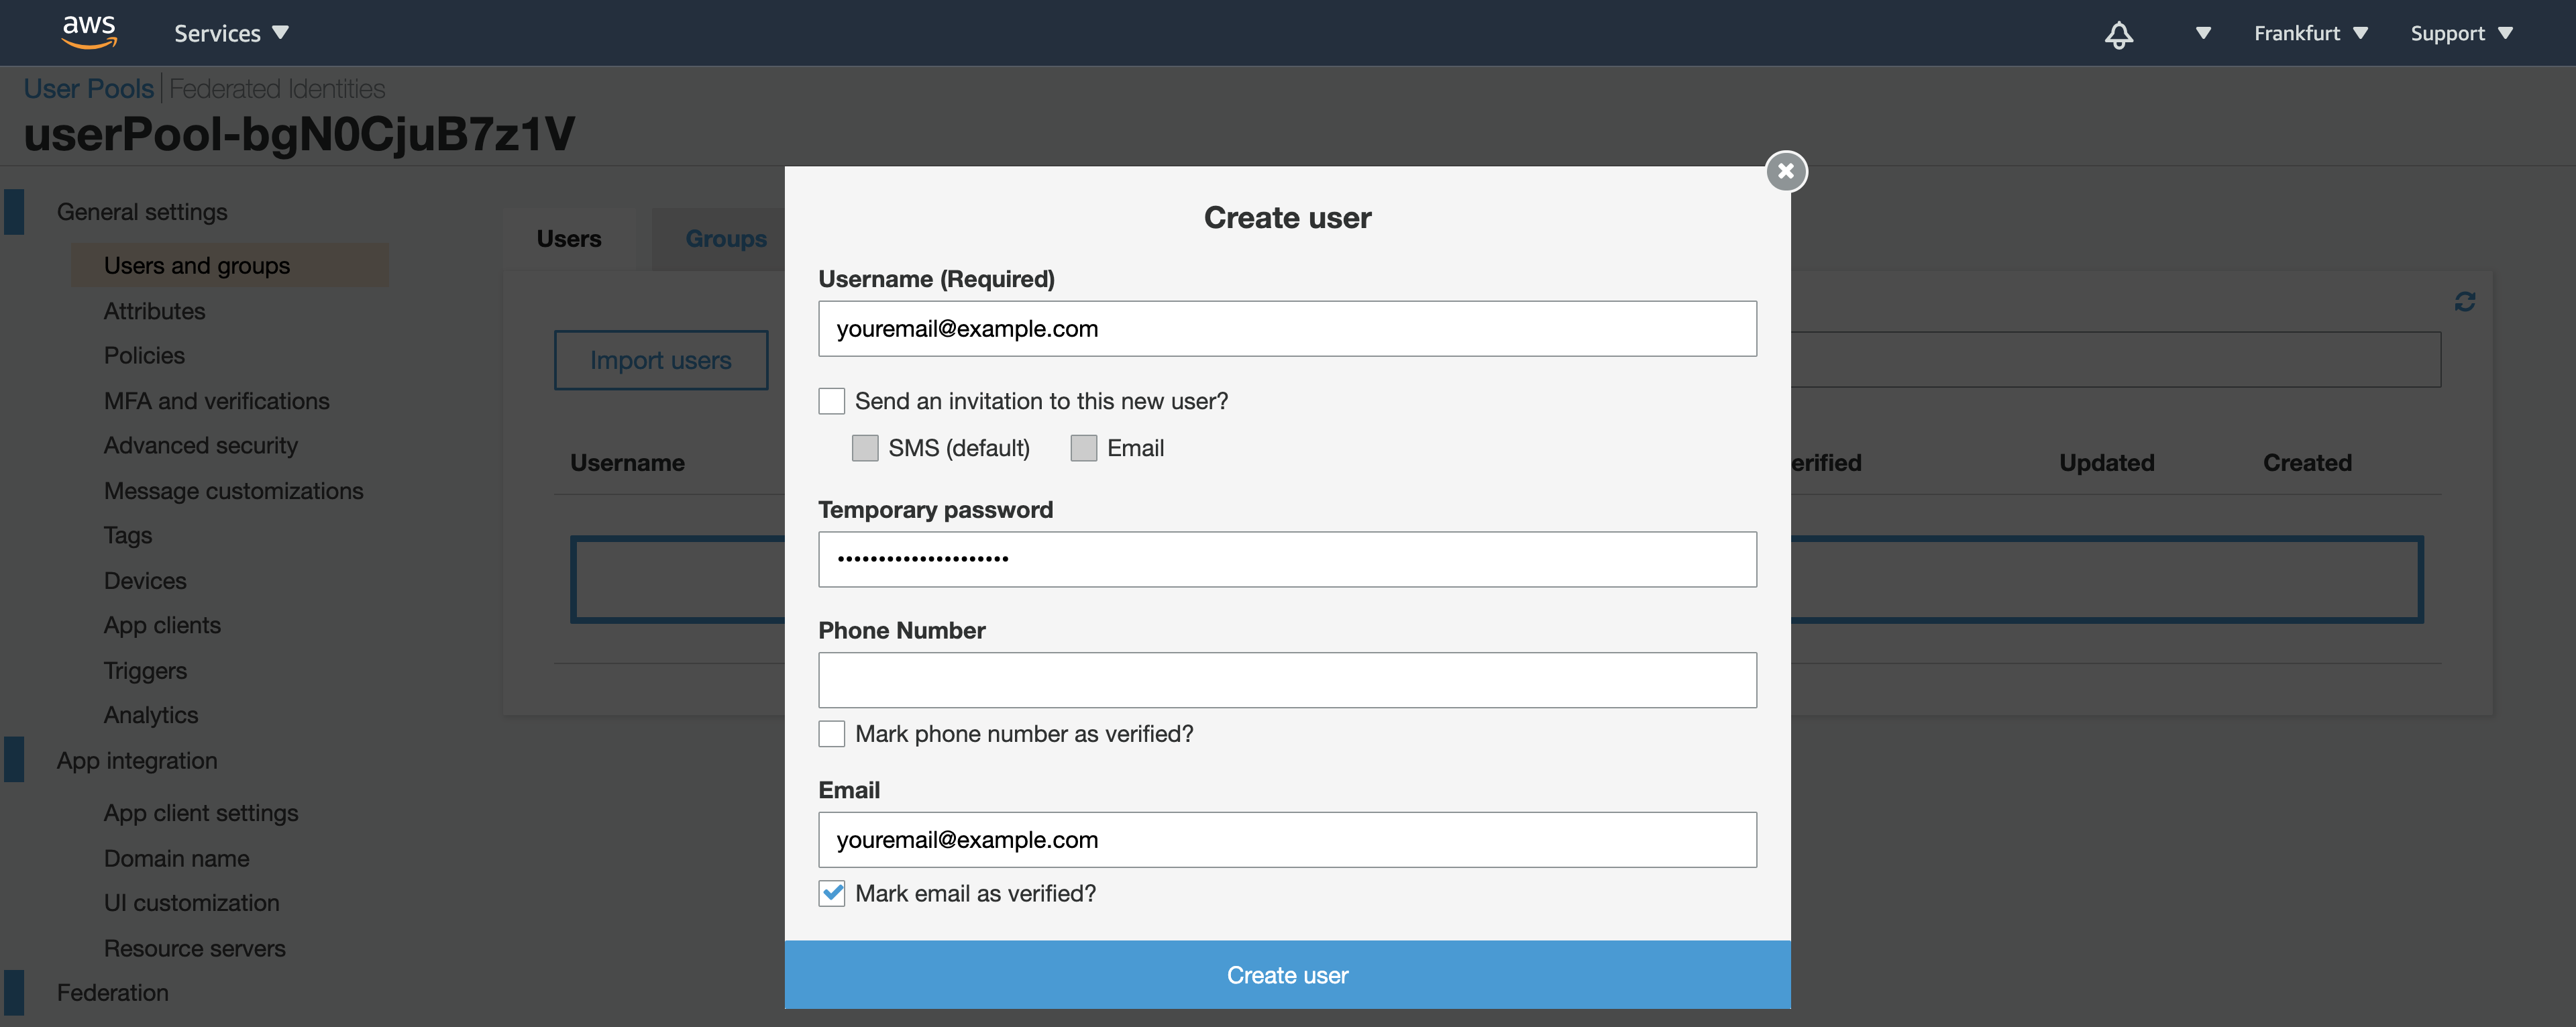 aws
Services
Frankfurt
Support
User Pools | Federated Identities
userPool-bgN0CjuB7z1V
General settings
Users and groups
Attributes
Policies
MFA and verifications
Advanced security
Message customizations
Tags
Devices
App clients
Triggers
Analytics
App integration
App client settings
Domain name
UI customization
Resource servers
Federation
Users
Groups
Import users
Username
erified
Updated
Created
Create user
Username (Required)
youremail@example.com
Send an invitation to this new user?
SMS (default)
Email
Temporary password
•••••••••••••••••••••
Phone Number
Mark phone number as verified?
Email
youremail@example.com
Mark email as verified?
Create user